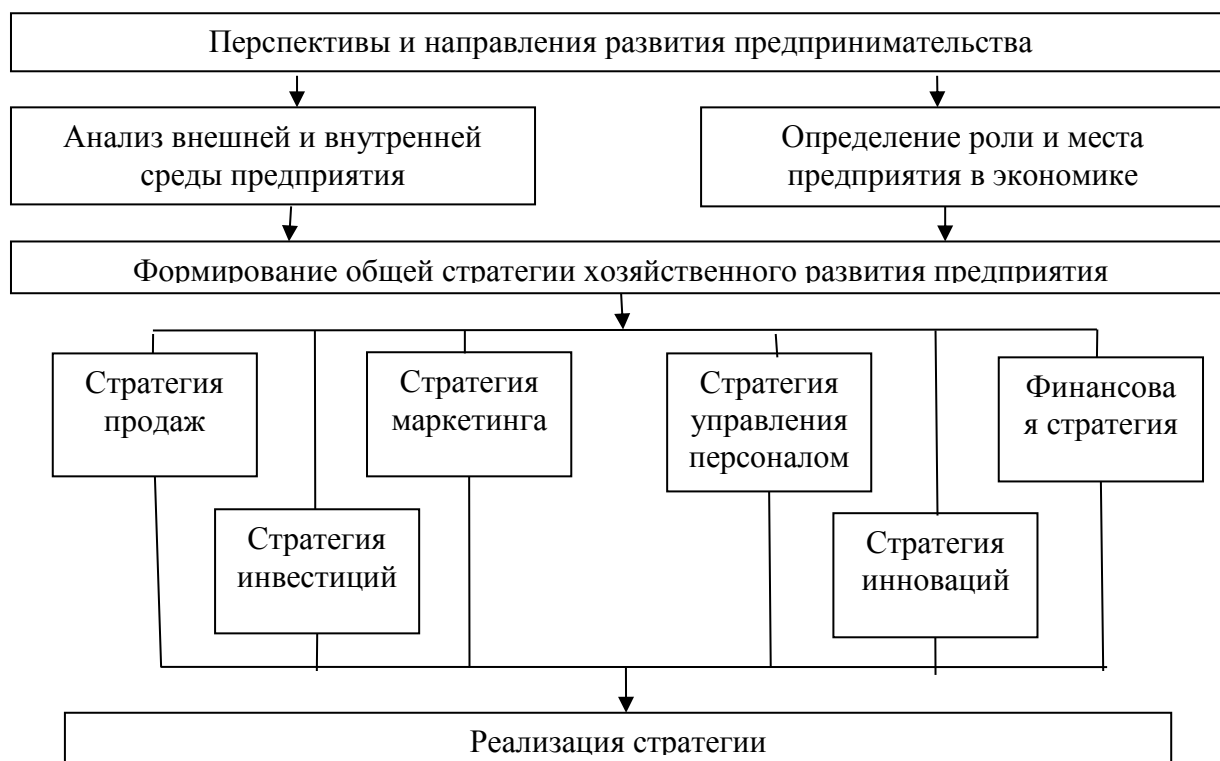 Перспективы и направления развития предпринимательства
Анализ внешней и внутренней
среды предприятия
Определение роли и места
предприятия в экономике
Формирование общей стратегии хозяйственного развития предприятия
Стратегия
продаж
Стратегия
маркетинга
Стратегия
управления
персоналом
Финансова
я стратегия
Стратегия
инвестиций
Стратегия
инноваций
Реализация стратегии